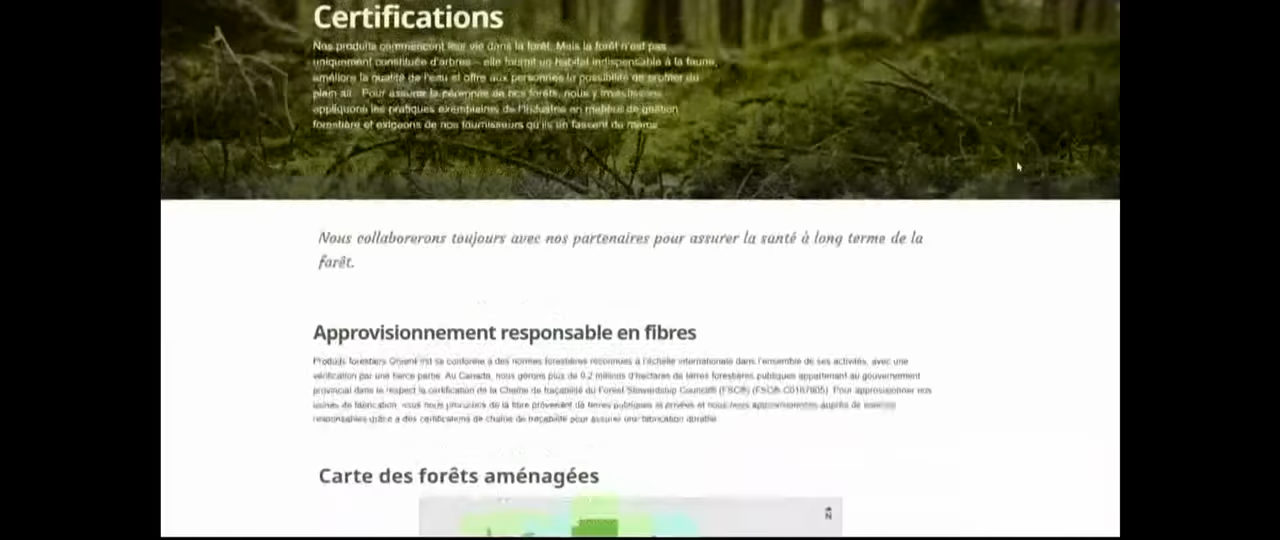 Certifications
Nos produits commencent leur vie dans la forêt. Mais la forêt n'est pas
uniquement constituée d'arbres – elle fournit un habitat indispensable à la faune,
améliore la qualité de l'eau et offre aux personnes la possibilité de profiter du
plein air. Pour assurer la pérennité de nos forêts, nous y
appliquons les pratiques exemplaires de l'industrie en matière de gestion
forestière et exigeons de nos fournisseurs qu'ils en fassent de même.
Nous collaborerons toujours avec nos partenaires pour assurer la santé à long terme de la
forêt.
Approvisionnement responsable en fibres
Produits forestiers se conforme à des normes forestières reconnues à l'échelle internationale dans l'ensemble de ses activités, avec une
vérification par une tierce partie. Au Canada, nous gérons plus de millions d'hectares de terres forestières publiques appartenant au gouvernement
provincial dans le respect la certification de la Chaîne de traçabilité du Forest Stewardship Council® (FSC®) Pour approvisionner nos
usines de fabrication, nous nous procurons de la fibre provenant de terres publiques et privées et nous nous approvisionnons auprès de
responsables grâce à des certifications de chaîne de traçabilité pour assurer une fabrication durable.
Carte des forêts aménagées
N